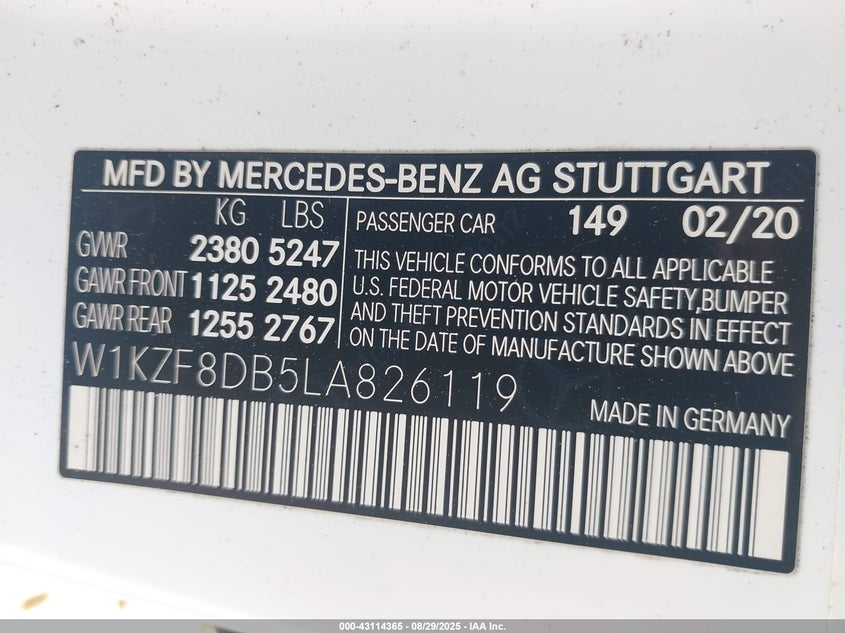 MFD BY MERCEDES-BENZ AG STUTTGART
KG LBS
GVWR 2380 5247
GAWR FRONT 1125 2480
GAWR REAR 1255 2767
PASSENGER CAR 149 02/20
THIS VEHICLE CONFORMS TO ALL APPLICABLE
U.S. FEDERAL MOTOR VEHICLE SAFETY,BUMPER
AND THEFT PREVENTION STANDARDS IN EFFECT
ON THE DATE OF MANUFACTURE SHOWN ABOVE
W1KZF8DB5LA826119
MADE IN GERMANY
000-43114365 - 08/29/2025 - IAA Inc.